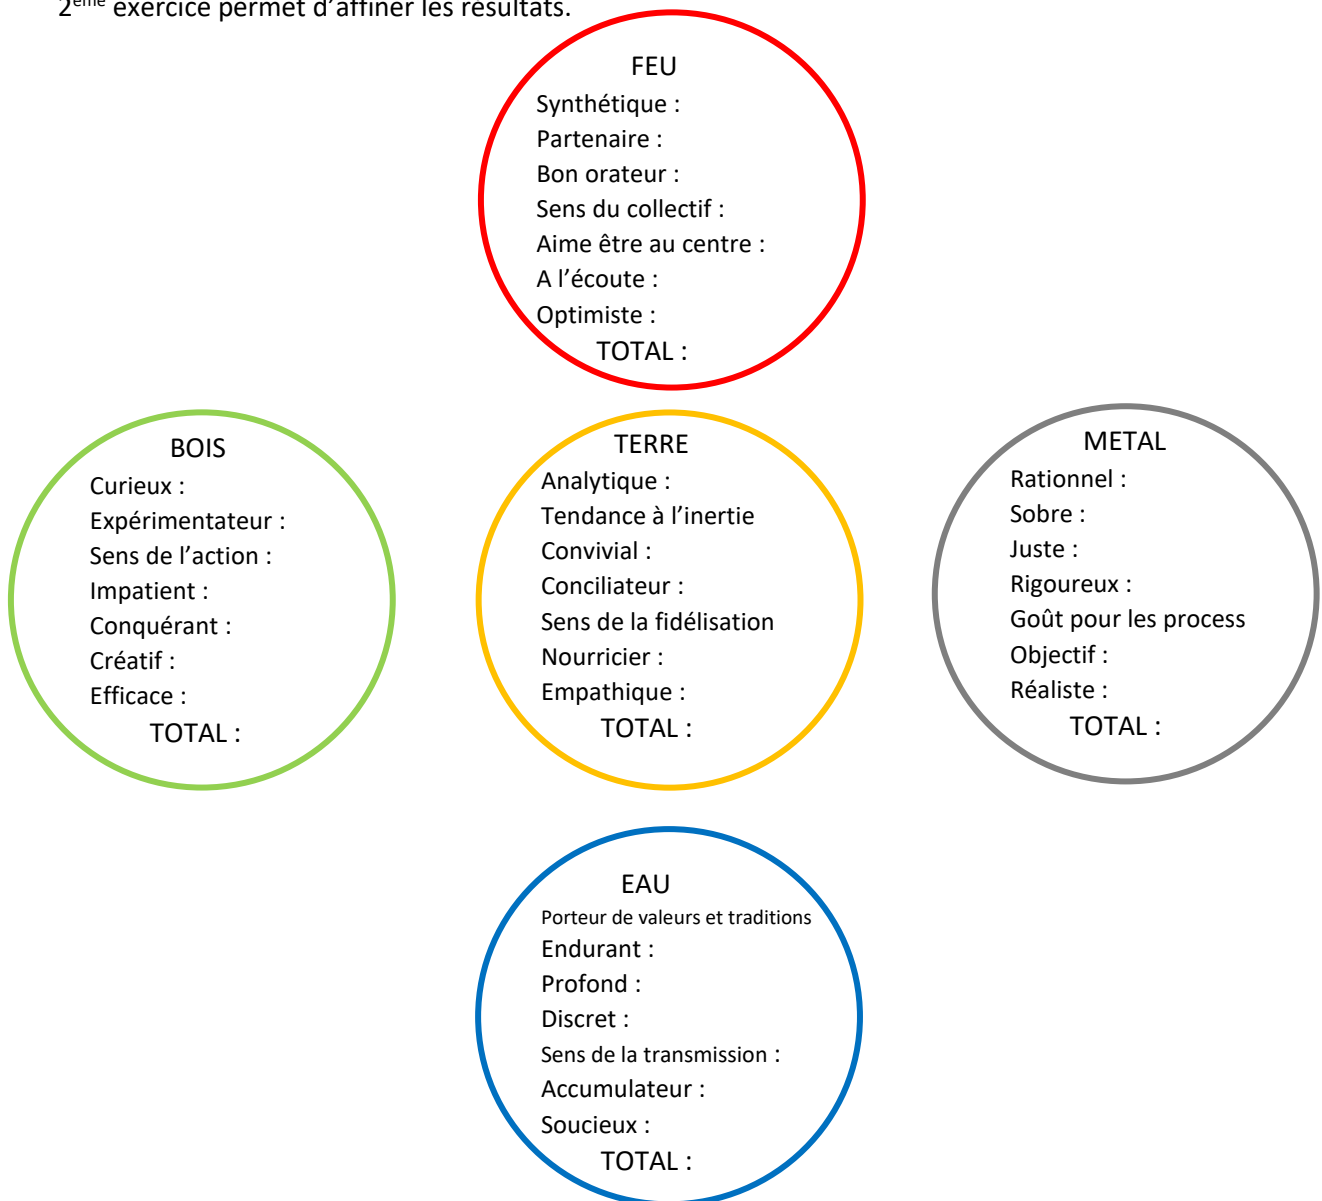 2ème exercice permet d'affiner les résultats.
FEU
Synthétique :
Partenaire :
Bon orateur :
Sens du collectif :
Aime être au centre :
A l'écoute :
Optimiste :
TOTAL :
BOIS
Curieux :
Expérimentateur :
Sens de l'action :
Impatient :
Conquérant :
Créatif :
Efficace :
TOTAL :
TERRE
Analytique :
Tendance à l'inertie
Convivial :
Conciliateur :
Sens de la fidélisation
Nourricier :
Empathique :
TOTAL :
METAL
Rationnel :
Sobre :
Juste :
Rigoureux :
Goût pour les process
Objectif :
Réaliste :
TOTAL :
EAU
Porteur de valeurs et traditions
Endurant :
Profond :
Discret :
Sens de la transmission :
Accumulateur :
Soucieux :
TOTAL :